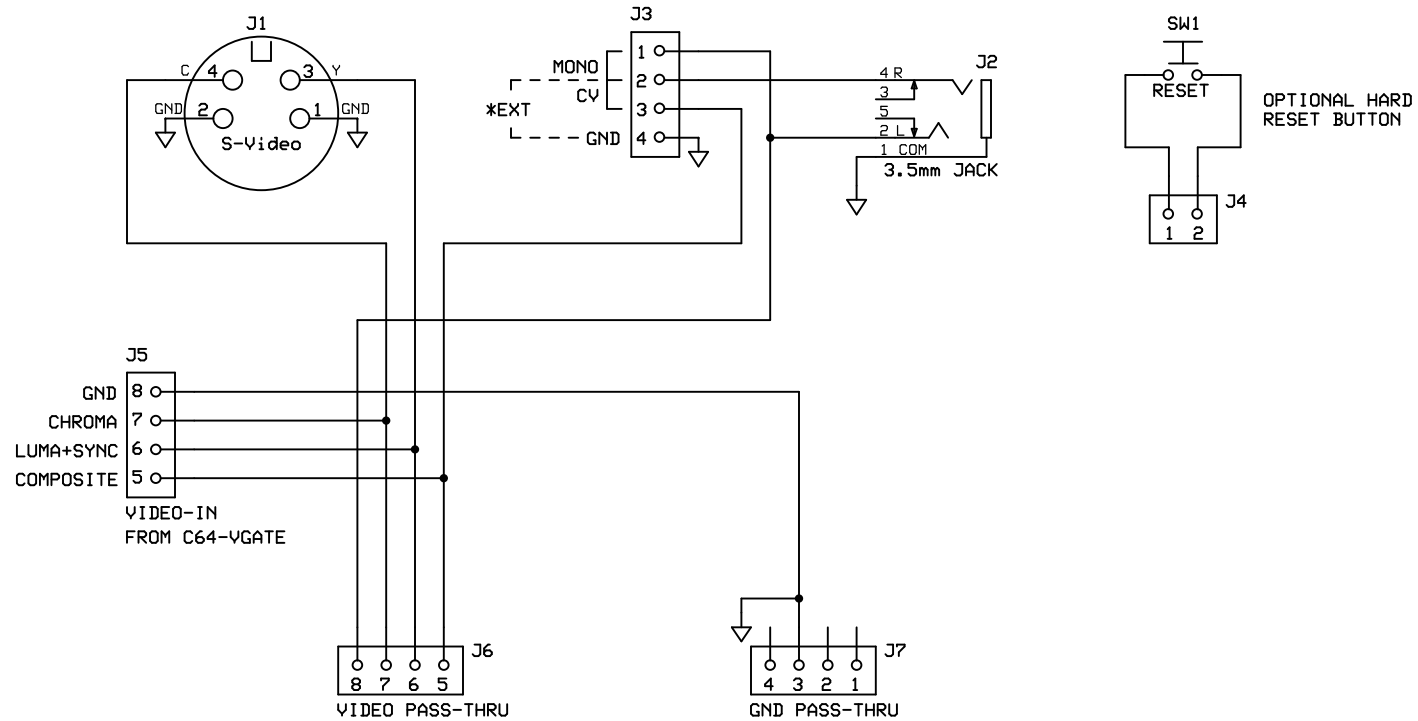 J1
C 4 3 Y
GND 2 1 GND
S-Video
J3
1
2
3
4
MONO
CV
*EXT
GND
J2
4 R
3
5
2 L
1 COM
3.5mm JACK
SW1
RESET
OPTIONAL HARD
RESET BUTTON
J4
1 2
J5
GND 8
CHROMA 7
LUMA+SYNC 6
COMPOSITE 5
VIDEO-IN
FROM C64-VGATE
J6
8 7 6 5
VIDEO PASS-THRU
J7
4 3 2 1
GND PASS-THRU